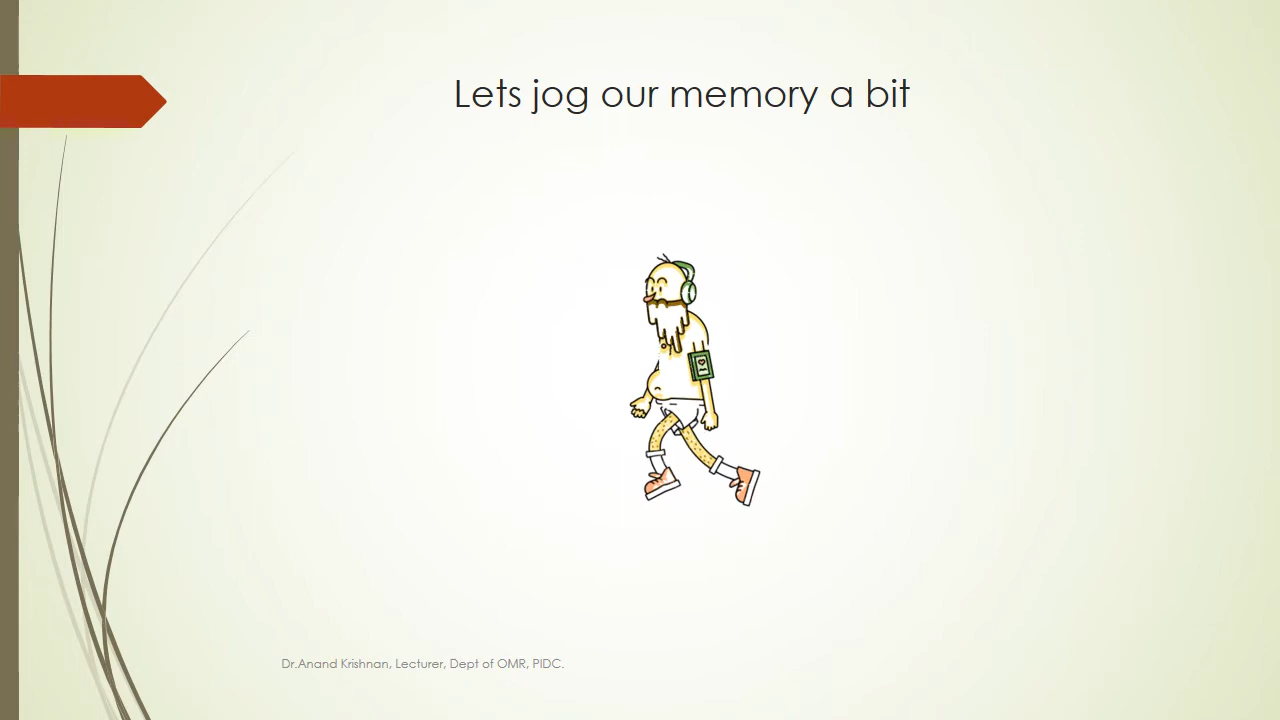 Lets jog our memory a bit
Dr.Anand Krishnan, Lecturer, Dept of OMR, PIDC.